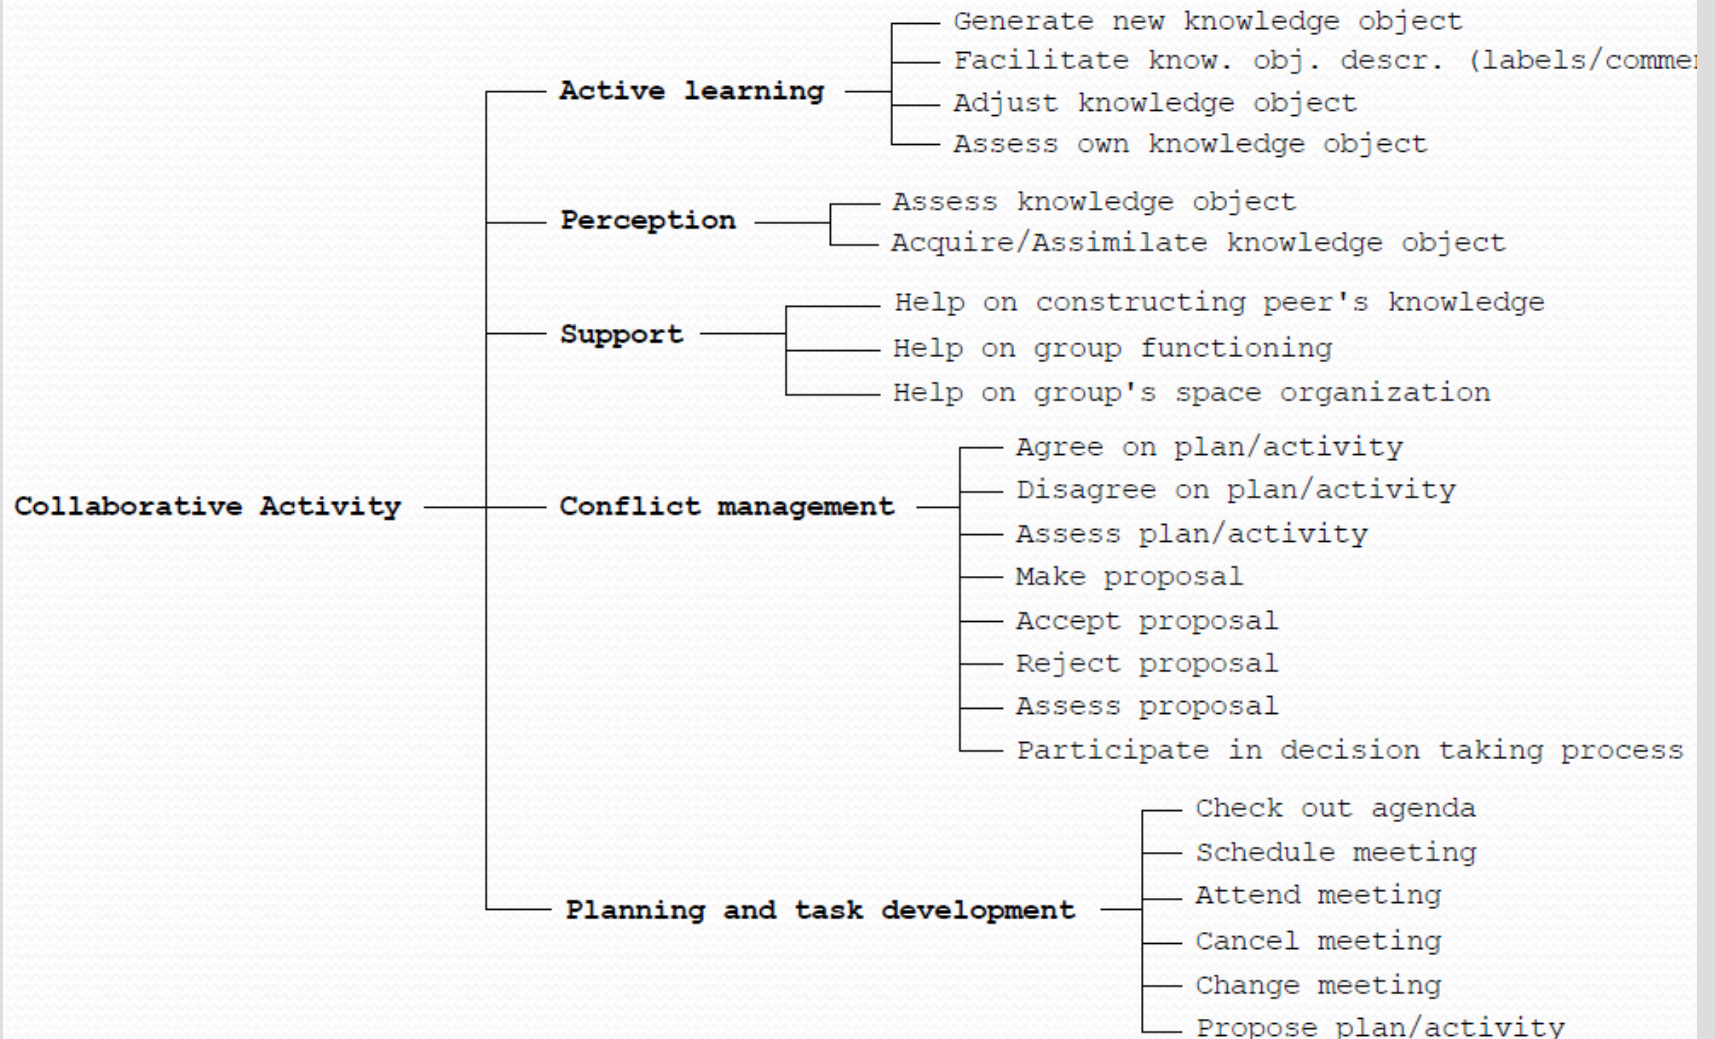 Generate new knowledge object
Facilitate know. obj. descr. (labels/
Active learning
Adjust knowledge object
Assess own knowledge object
Assess knowledge object
Perception
Acquire/Assimilate knowledge object
Help on constructing peer's knowledge
Support
Help on group functioning
Help on group's space organization
Agree on plan/activity
Disagree on plan/activity
Collaborative Activity
Conflict management
Assess plan/activity
Make proposal
Accept proposal
Reject proposal
Assess proposal
Participate in decision taking process
Check out agenda
Schedule meeting
Attend meeting
Planning and task development
Cancel meeting
Change meeting
Propose plan/activity